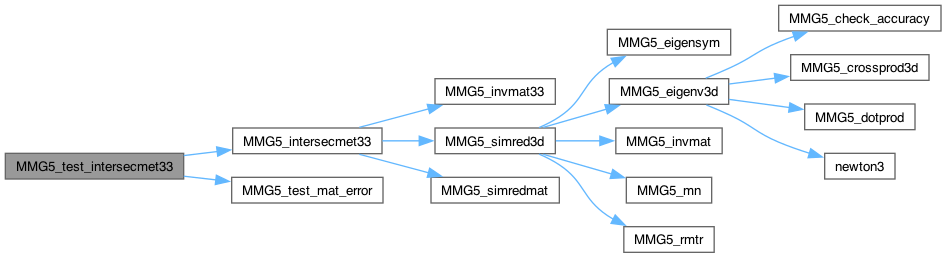 MMG5_check_accuracy
MMG5_eigensym
MMG5_crossprod3d
MMG5_invmat33
MMG5_eigenv3d
MMG5_dotprod
MMG5_intersecmet33
MMG5_simred3d
MMG5_invmat
MMG5_test_intersecmet33
newton3
MMG5_test_mat_error
MMG5_simredmat
MMG5_mn
MMG5_rmtr